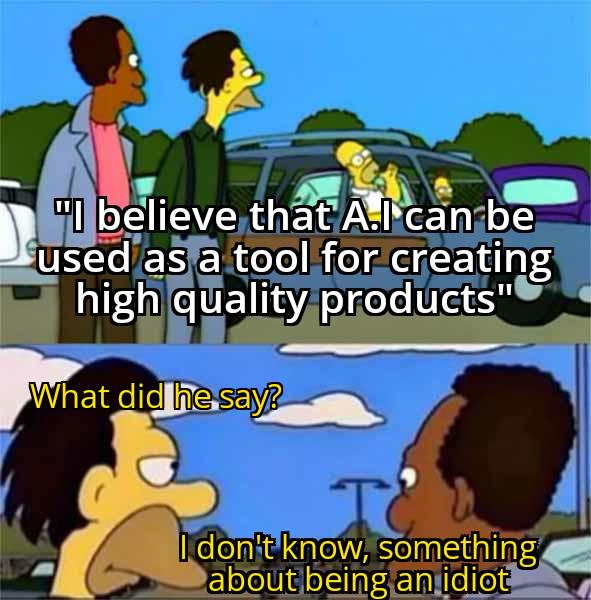 "I believe that A.I can be
used as a tool for creating
high quality products"
What did he say?
I don't know, something
about being an idiot